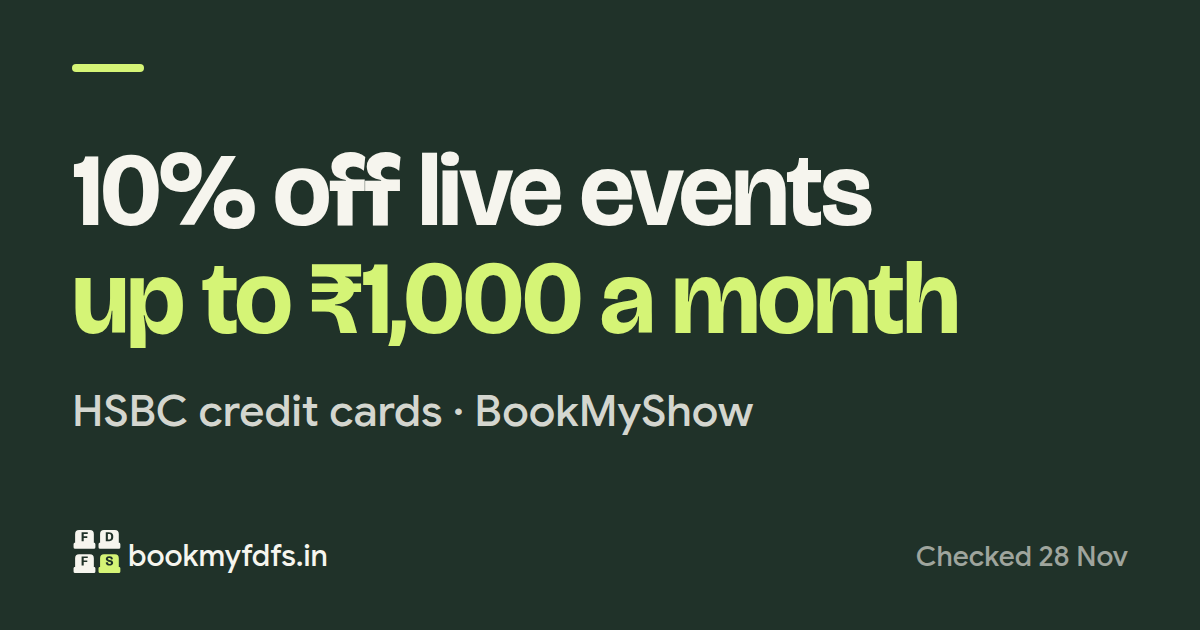 10% off live events
up to ₹1,000 a month
HSBC credit cards · BookMyShow
F D
F S
bookmyfdfs.in
Checked 28 Nov